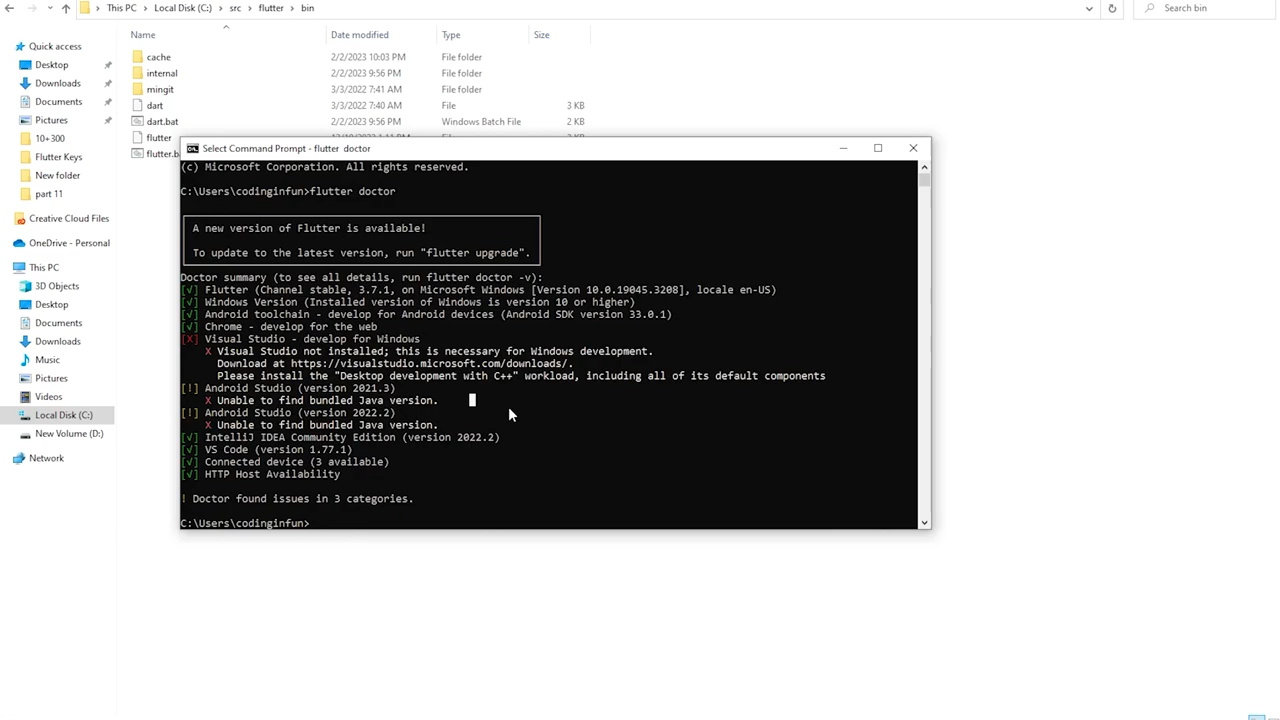 This PC
Local Disk (C:)
src
flutter
bin
Search bin
Name
Date modified
Type
Size
Quick access
Desktop
Downloads
Documents
Pictures
10+300
Flutter Keys
New folder
part 11
Creative Cloud Files
OneDrive - Personal
This PC
3D Objects
Desktop
Documents
Downloads
Music
Pictures
Videos
Local Disk (C:)
New Volume (D:)
Network
cache 2/2/2023 10:03 PM File folder
internal 2/2/2023 9:56 PM File folder
mingit 3/3/2022 7:41 AM File folder
dart 3/3/2022 7:40 AM File 3 KB
dart.bat 2/2/2023 9:56 PM Windows Batch File 2 KB
flutter
Select Command Prompt - flutter doctor
(c) Microsoft Corporation. All rights reserved.
C:\Users\codinginfun>flutter doctor
A new version of Flutter is available!
To update to the latest version, run "flutter upgrade".
Doctor summary (to see all details, run flutter doctor -v):
[√] Flutter (Channel stable, 3.7.1, on Microsoft Windows [Version 10.0.19045.3208], locale en-US)
[√] Windows Version (Installed version of Windows is version 10 or higher)
[√] Android toolchain - develop for Android devices (Android SDK version 33.0.1)
[√] Chrome - develop for the web
[X] Visual Studio - develop for Windows
X Visual Studio not installed; this is necessary for Windows development.
Download at https://visualstudio.microsoft.com/downloads/.
Please install the "Desktop development with C++" workload, including all of its default components
[!] Android Studio (version 2021.3)
X Unable to find bundled Java version.
[!] Android Studio (version 2022.2)
X Unable to find bundled Java version.
[√] IntelliJ IDEA Community Edition (version 2022.2)
[√] VS Code (version 1.77.1)
[√] Connected device (3 available)
[√] HTTP Host Availability
! Doctor found issues in 3 categories.
C:\Users\codinginfun>